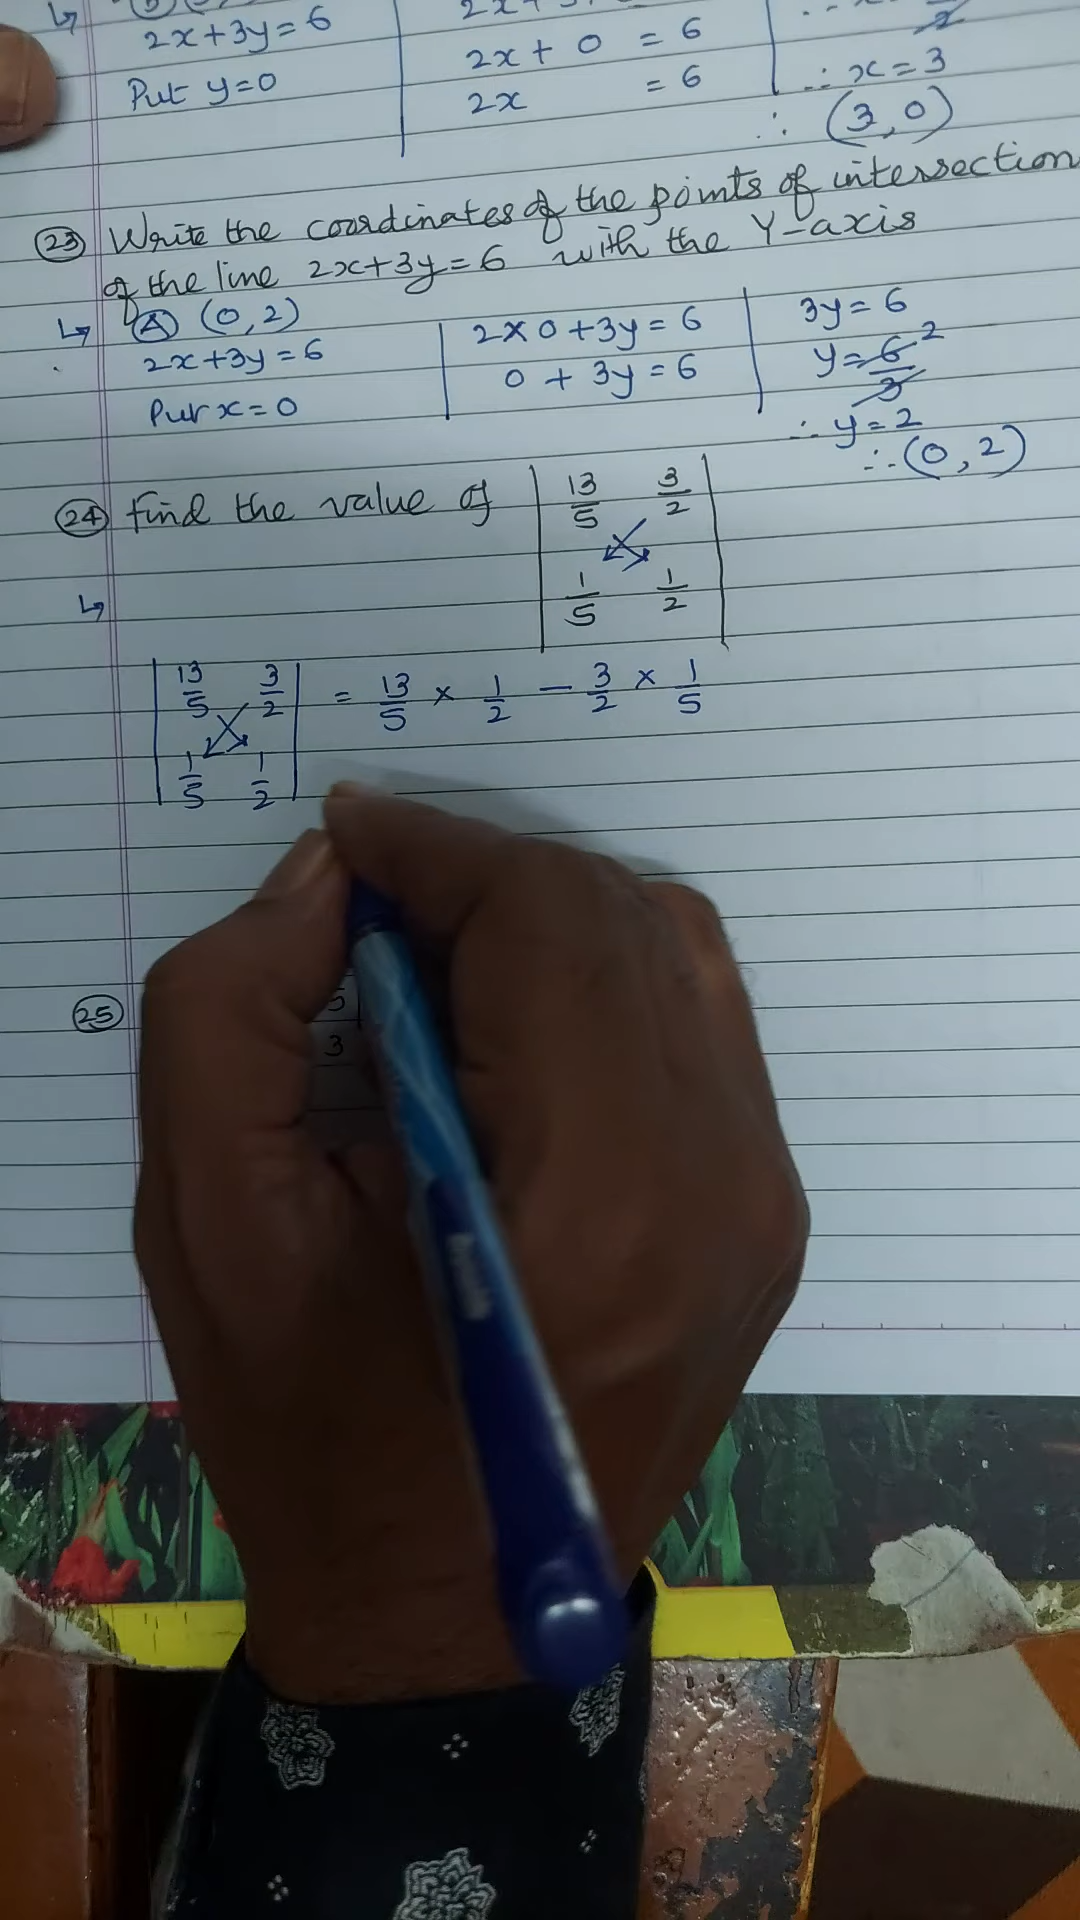 2x+3y=6
Put y=0
2x + 0 = 6
2x = 6
∴ x=3
∴ (3,0)
23 Write the coordinates of the points of intersection
of the line 2x+3y=6 with the Y-axis
↳ A (0,2)
2x+3y=6
Put x=0
2×0+3y=6
0 + 3y=6
3y=6
y=6/3 2
∴ y=2
∴ (0,2)
24 Find the value of | 13/5 3/2 |
| 1/5 1/2 |
↳
| 13/5 3/2 | = 13/5 × 1/2 − 3/2 × 1/5
| 1/5 1/2 |
25 5
3